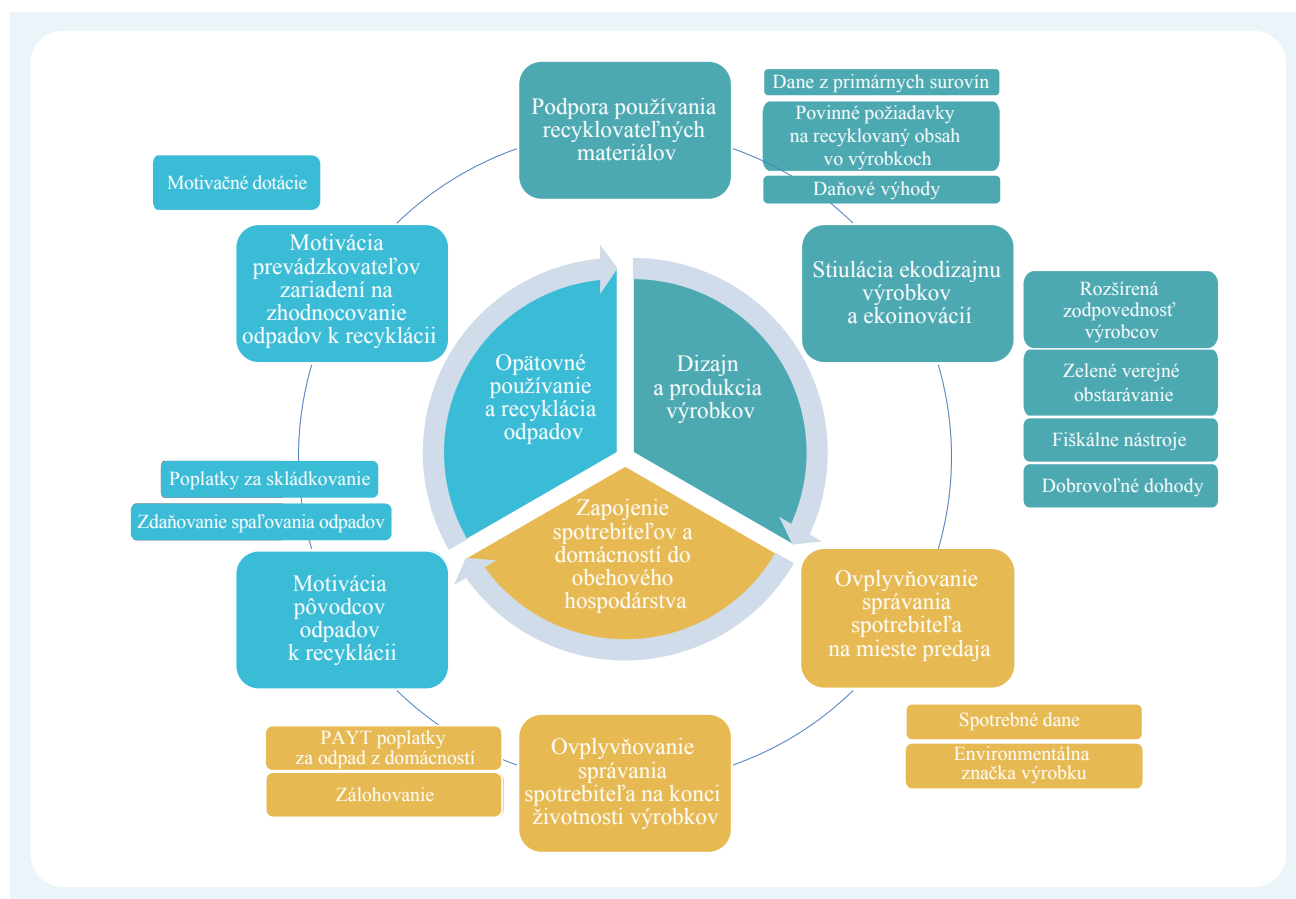 Podpora používania
recyklovateľných
materiálov
Dane z primárnych surovín
Povinné požiadavky
na recyklovaný obsah
vo výrobkoch
Daňové výhody
Motivačné dotácie
Motivácia
prevádzkovateľov
zariadení na
zhodnocovanie
odpadov k recyklácii
Stiulácia ekodizajnu
výrobkov
a ekoinovácií
Rozšírená
zodpovednosť
výrobcov
Zelené verejné
obstarávanie
Fiškálne nástroje
Dobrovoľné dohody
Opätovné
používanie
a recyklácia
odpadov
Dizajn
a produkcia
výrobkov
Zapojenie
spotrebiteľov a
domácností do
obehového
hospodárstva
Poplatky za skládkovanie
Zdaňovanie spaľovania odpadov
Motivácia
pôvodcov
odpadov
k recyklácii
Ovplyvňovanie
správania
spotrebiteľa
na mieste predaja
Spotrebné dane
Environmentálna
značka výrobku
PAYT poplatky
za odpad z domácností
Zálohovanie
Ovplyvňovanie
správania
spotrebiteľa na konci
životnosti výrobkov